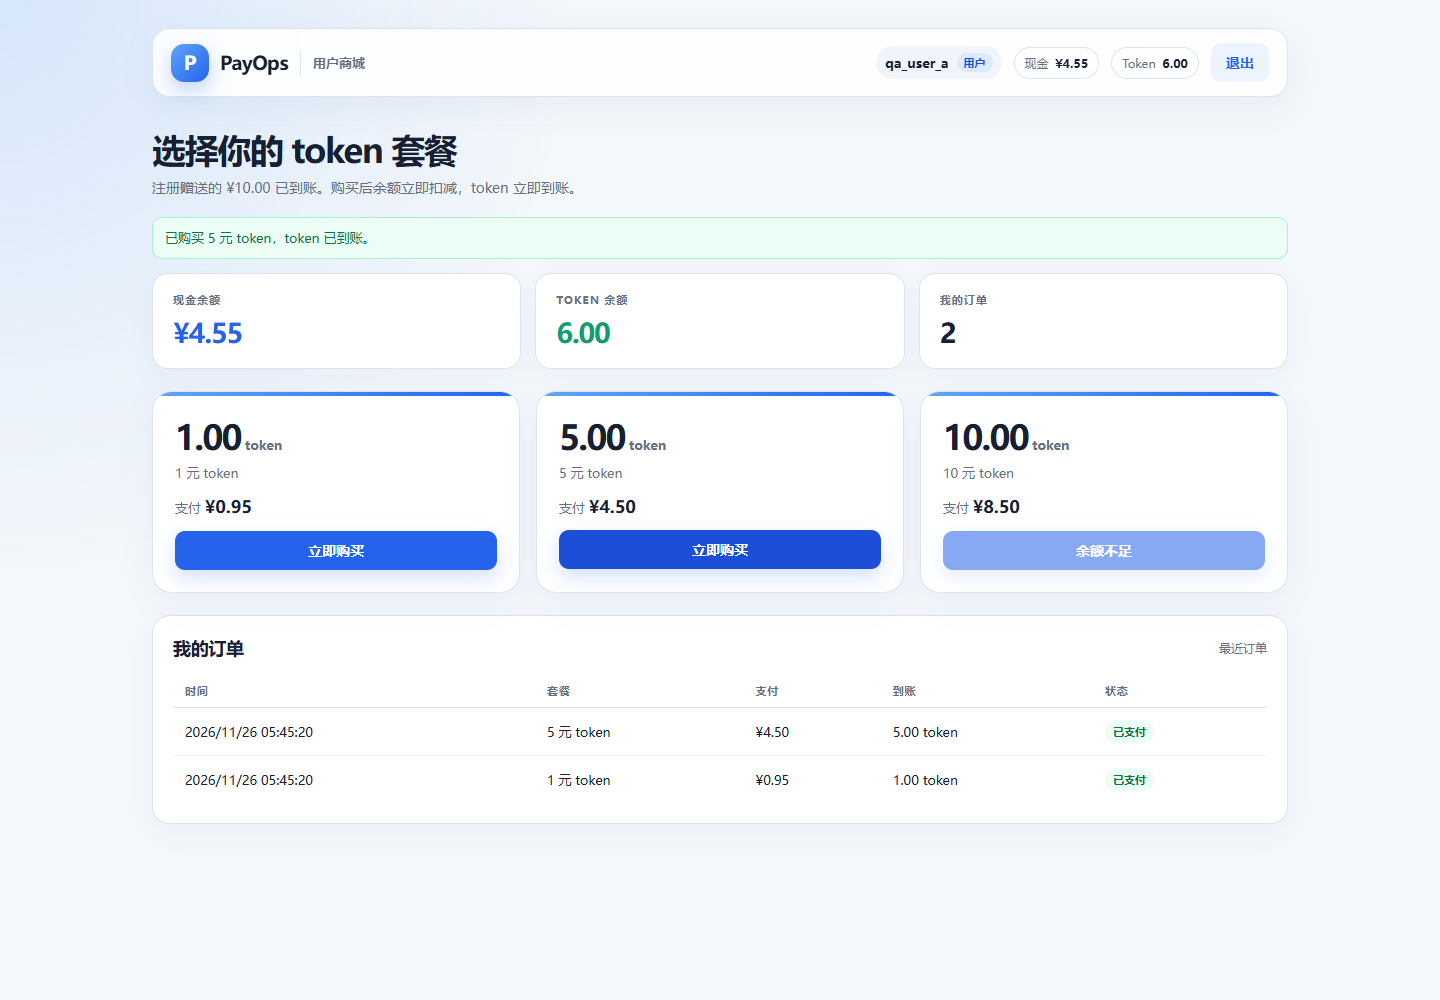 P PayOps 用户商城 qa_user_a 用户 现金 ¥4.55 Token 6.00 退出
选择你的 token 套餐
注册赠送的 ¥10.00 已到账。购买后余额立即扣减，token 立即到账。
已购买 5 元 token，token 已到账。
现金余额
¥4.55
TOKEN 余额
6.00
我的订单
2
1.00 token
1 元 token
支付 ¥0.95
立即购买
5.00 token
5 元 token
支付 ¥4.50
立即购买
10.00 token
10 元 token
支付 ¥8.50
余额不足
我的订单 最近订单
时间 套餐 支付 到账 状态
2026/11/26 05:45:20 5 元 token ¥4.50 5.00 token 已支付
2026/11/26 05:45:20 1 元 token ¥0.95 1.00 token 已支付